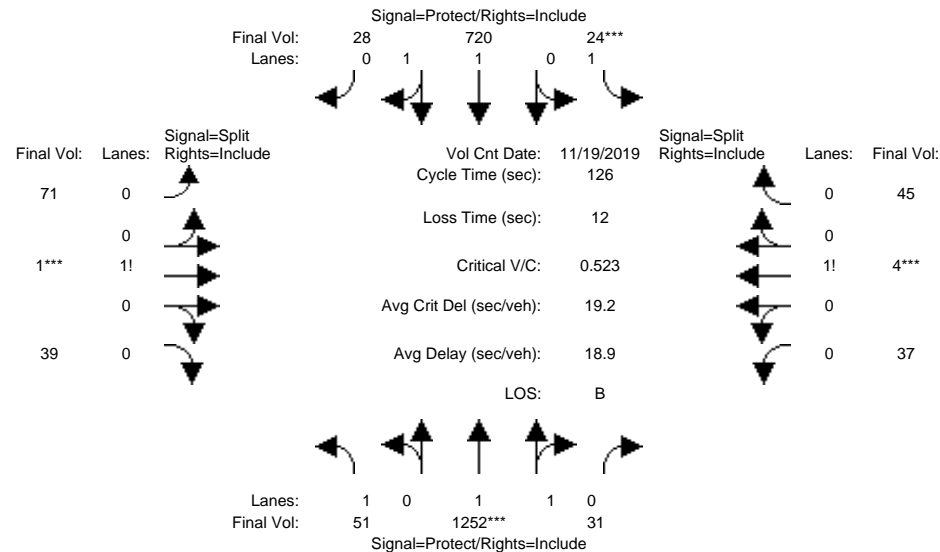 Signal=Protect/Rights=Include
Final Vol: 28 720 24***
Lanes: 0 1 1 0 1
Signal=Split
Final Vol: Lanes: Rights=Include
Vol Cnt Date: 11/19/2019
Signal=Split
Rights=Include Lanes: Final Vol:
Cycle Time (sec): 126
71 0
0 45
Loss Time (sec): 12
0
0
1*** 1!
Critical V/C: 0.523
1! 4***
0
Avg Crit Del (sec/veh): 19.2
0
39 0
Avg Delay (sec/veh): 18.9
0 37
LOS: B
Lanes: 1 0 1 1 0
Final Vol: 51 1252*** 31
Signal=Protect/Rights=Include